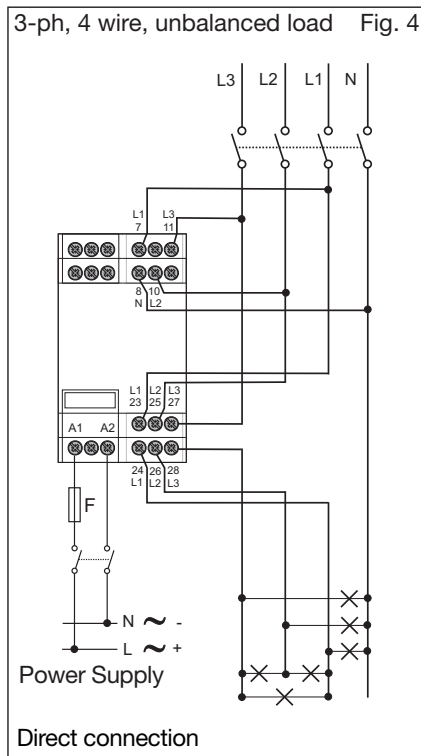 3-ph, 4 wire, unbalanced load Fig. 4
L3 L2 L1 N
L1 L3
7 11
8 10
N L2
L1 L2 L3
23 25 27
A1 A2
24 26 28
L1 L2 L3
F
N ~ -
L ~ +
Power Supply
Direct connection